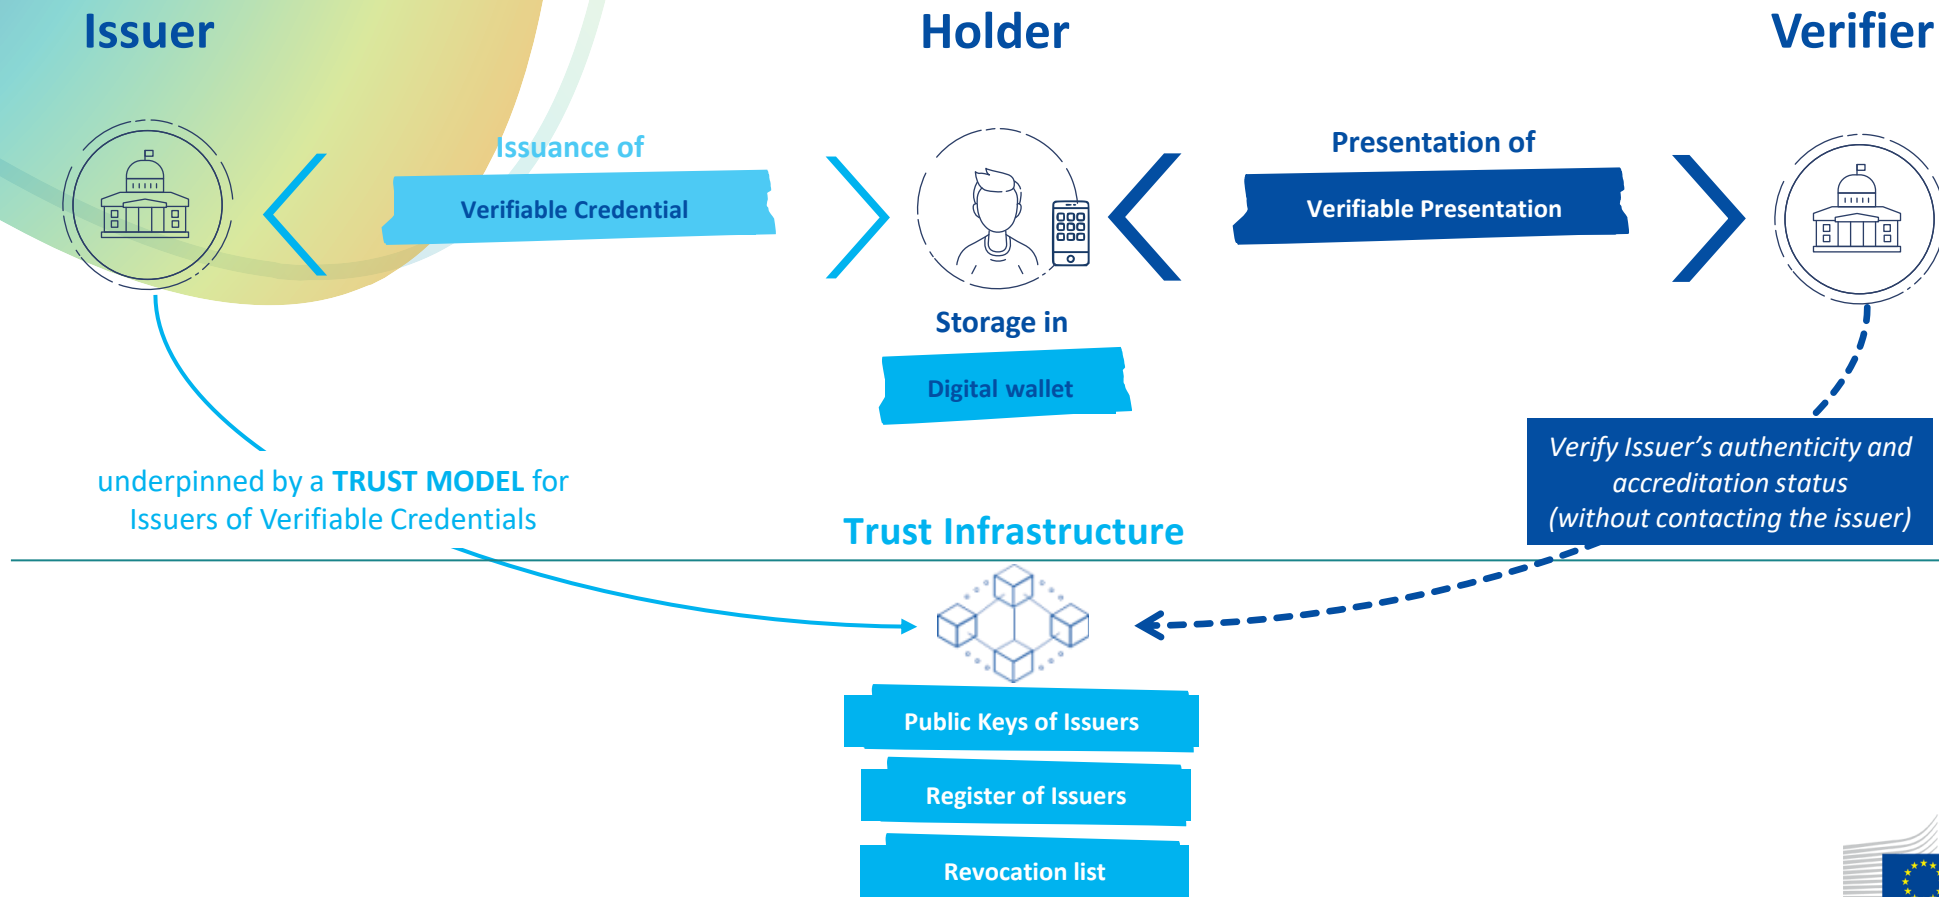 Issuer
Holder
Verifier
Issuance of
Verifiable Credential
Presentation of
Verifiable Presentation
Storage in
Digital wallet
underpinned by a TRUST MODEL for
Issuers of Verifiable Credentials
Verify Issuer’s authenticity and
accreditation status
(without contacting the issuer)
Trust Infrastructure
Public Keys of Issuers
Register of Issuers
Revocation list